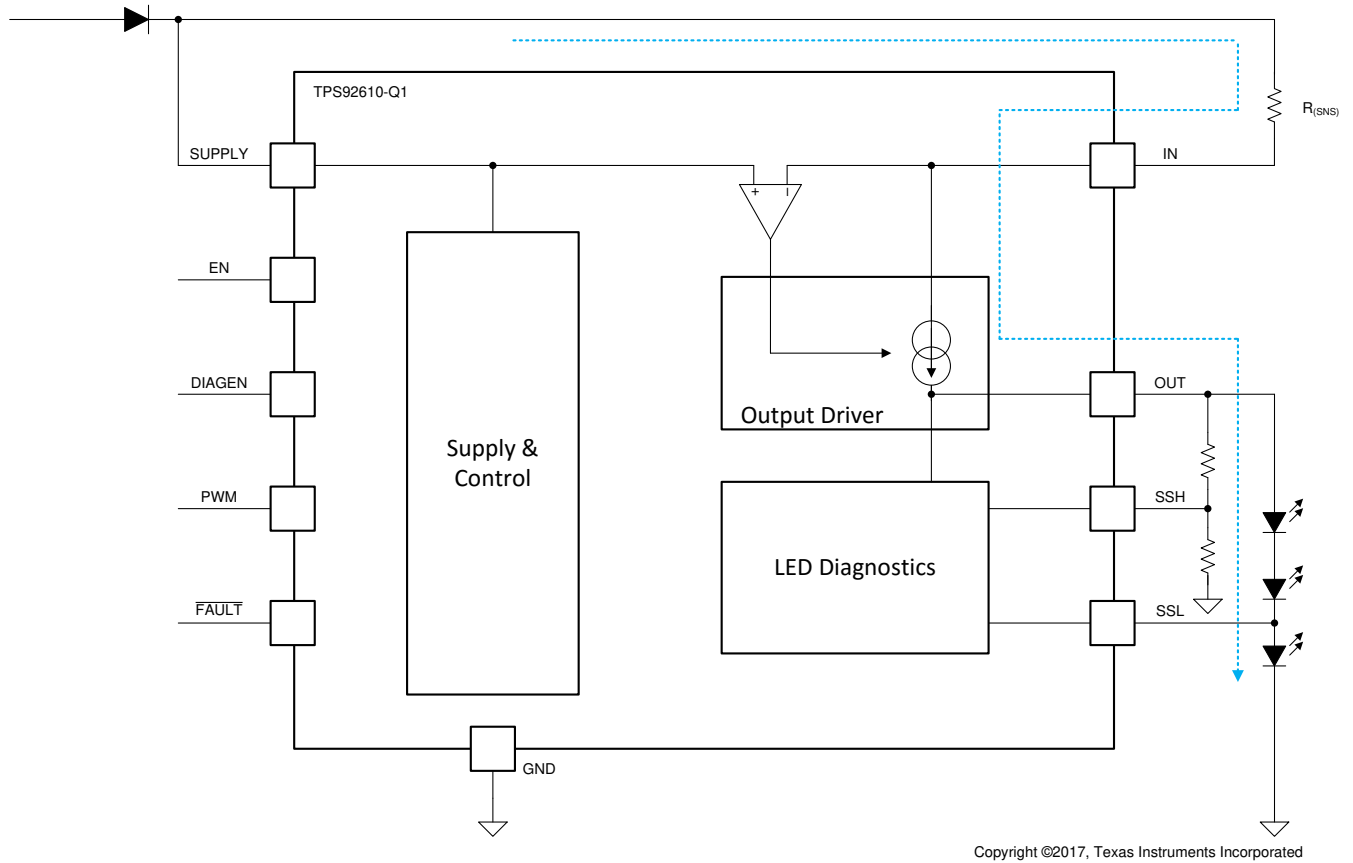 TPS92610-Q1
R(SNS)
SUPPLY
IN
+
–
EN
DIAGEN
OUT
Output Driver
Supply &
Control
PWM
SSH
LED Diagnostics
FAULT
SSL
GND
Copyright ©2017, Texas Instruments Incorporated